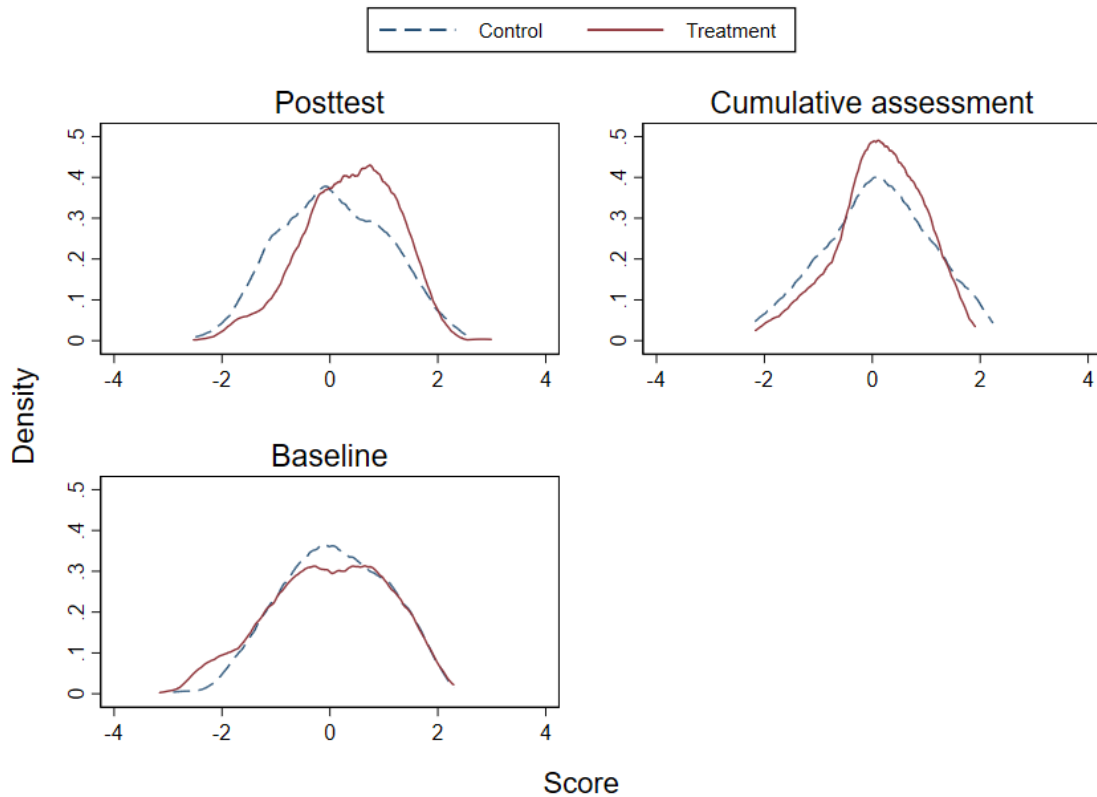 Control Treatment
Posttest
.5
.4
.3
.2
.1
0
-4 -2 0 2 4
Cumulative assessment
.5
.4
.3
.2
.1
0
-4 -2 0 2 4
Density
Baseline
.5
.4
.3
.2
.1
0
-4 -2 0 2 4
Score